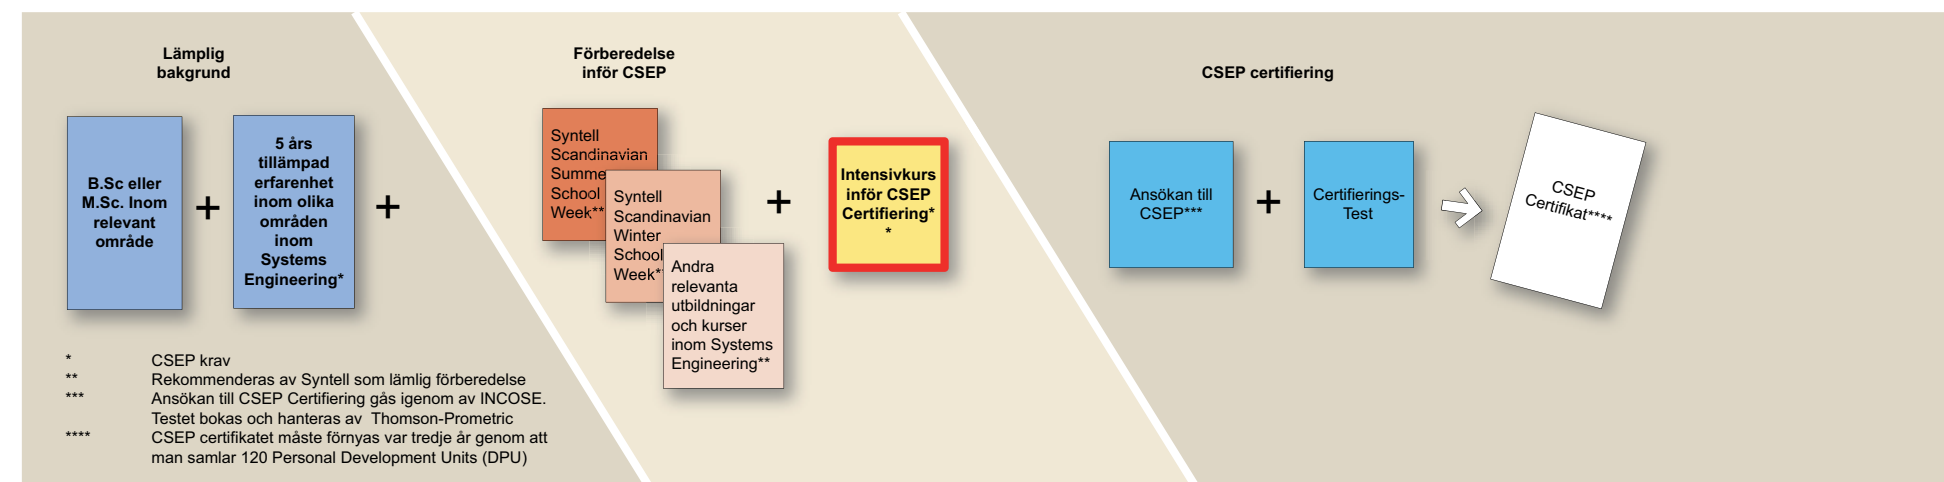 Lämplig
bakgrund
B.Sc eller
M.Sc. Inom
relevant
område
+
5 års
tillämpad
erfarenhet
inom olika
områden
inom
Systems
Engineering*
+
Förberedelse
inför CSEP
Syntell
Scandinavian
Summe
School
Week**
Syntell
Scandinavian
Winter
School
Week*
Andra
relevanta
utbildningar
och kurser
inom Systems
Engineering**
+
Intensivkurs
inför CSEP
Certifiering*
*
CSEP certifiering
Ansökan till
CSEP***
+
Certifierings-
Test
CSEP
Certifikat****
* CSEP krav
** Rekommenderas av Syntell som lämlig förberedelse
*** Ansökan till CSEP Certifiering gås igenom av INCOSE.
Testet bokas och hanteras av Thomson-Prometric
**** CSEP certifikatet måste förnyas var tredje år genom att
man samlar 120 Personal Development Units (DPU)